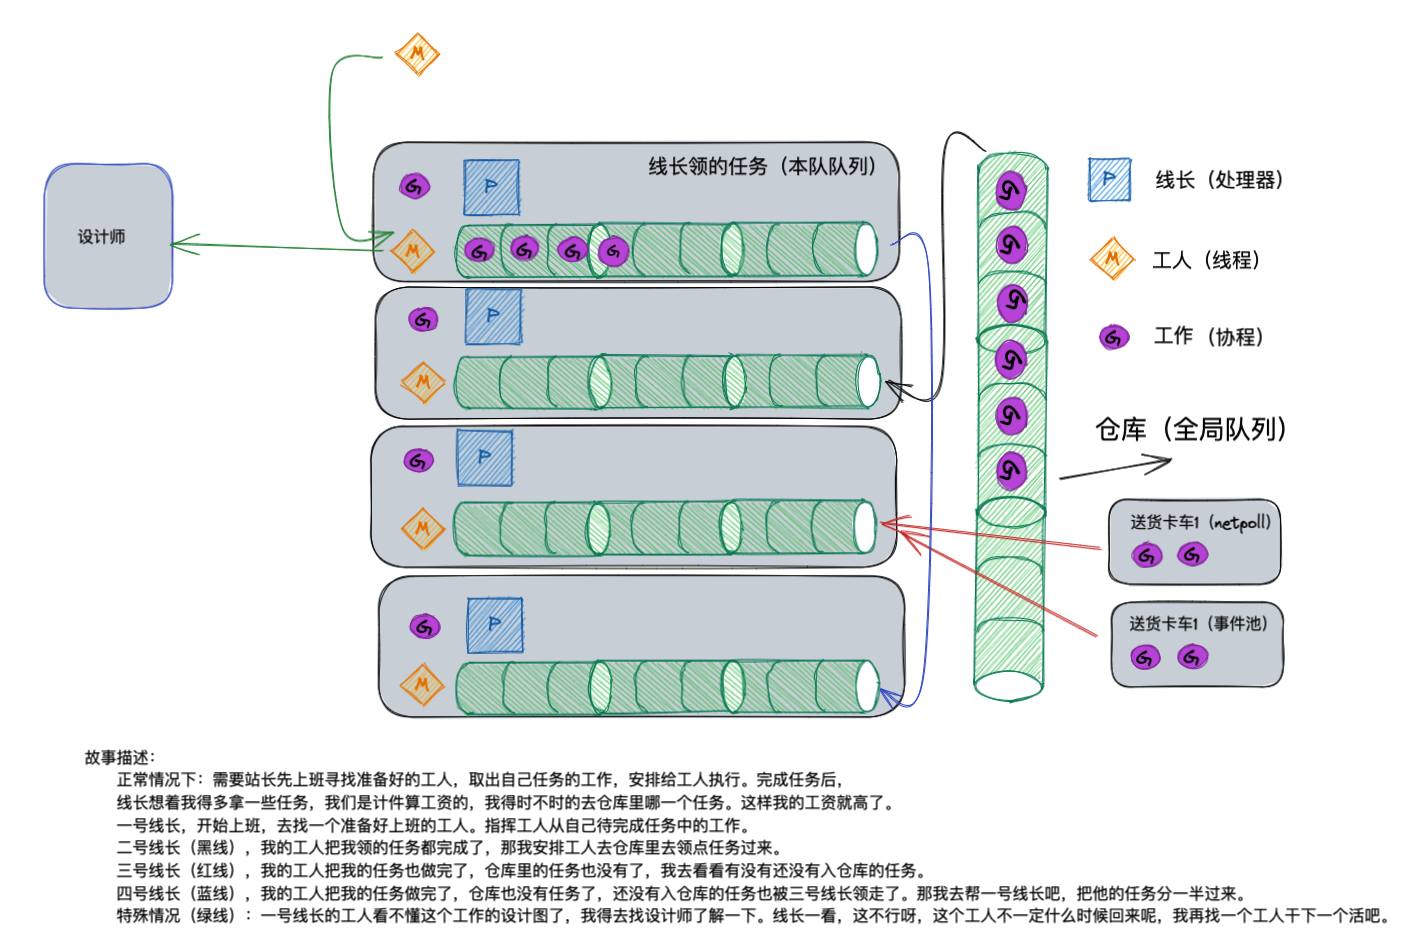 M
线长领的任务（本队队列）
G P
设计师
M G G G G
G P
M
G P
M
G P
M
G
G
G
G
G
G
P 线长（处理器）
M 工人（线程）
G 工作（协程）
仓库（全局队列）
送货卡车1（netpoll）
G G
送货卡车1（事件池）
G G
故事描述：
正常情况下：需要站长先上班寻找准备好的工人，取出自己任务的工作，安排给工人执行。完成任务后，
线长想着我得多拿一些任务，我们是计件算工资的，我得时不时的去仓库里哪一个任务。这样我的工资就高了。
一号线长，开始上班，去找一个准备好上班的工人。指挥工人从自己待完成任务中的工作。
二号线长（黑线），我的工人把我领的任务都完成了，那我安排工人去仓库里去领点任务过来。
三号线长（红线），我的工人把我的任务也做完了，仓库里的任务也没有了，我去看看有没有还没有入仓库的任务。
四号线长（蓝线），我的工人把我的任务做完了，仓库也没有任务了，还没有入仓库的任务也被三号线长领走了。那我去帮一号线长吧，把他的任务分一半过来。
特殊情况（绿线）：一号线长的工人看不懂这个工作的设计图了，我得去找设计师了解一下。线长一看，这不行呀，这个工人不一定什么时候回来呢，我再找一个工人干下一个活吧。